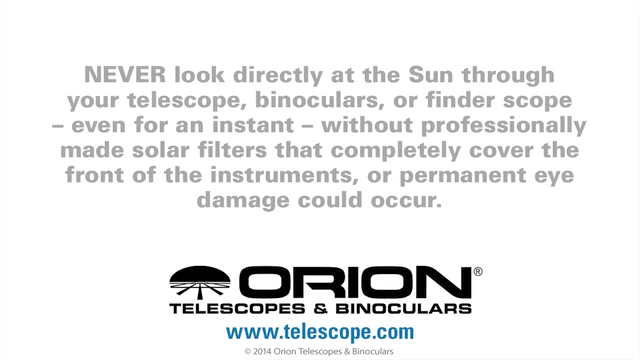 NEVER look directly at the Sun through
your telescope, binoculars, or finder scope
– even for an instant – without professionally
made solar filters that completely cover the
front of the instruments, or permanent eye
damage could occur.
ORION®
TELESCOPES & BINOCULARS
www.telescope.com
© 2014 Orion Telescopes & Binoculars